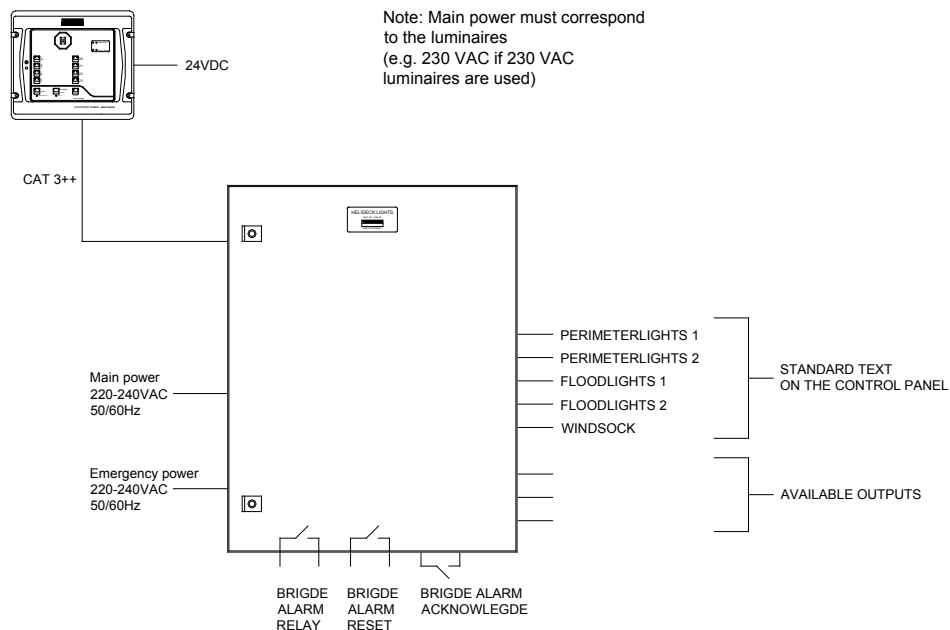 Note: Main power must correspond
to the luminaires
(e.g. 230 VAC if 230 VAC
luminaires are used)
24VDC
CAT 3++
HELIDECK LIGHTS
Main power
220-240VAC
50/60Hz
Emergency power
220-240VAC
50/60Hz
PERIMETERLIGHTS 1
PERIMETERLIGHTS 2
FLOODLIGHTS 1
FLOODLIGHTS 2
WINDSOCK
STANDARD TEXT
ON THE CONTROL PANEL
AVAILABLE OUTPUTS
BRIGDE
ALARM
RELAY
BRIGDE
ALARM
RESET
BRIGDE ALARM
ACKNOWLEGDE